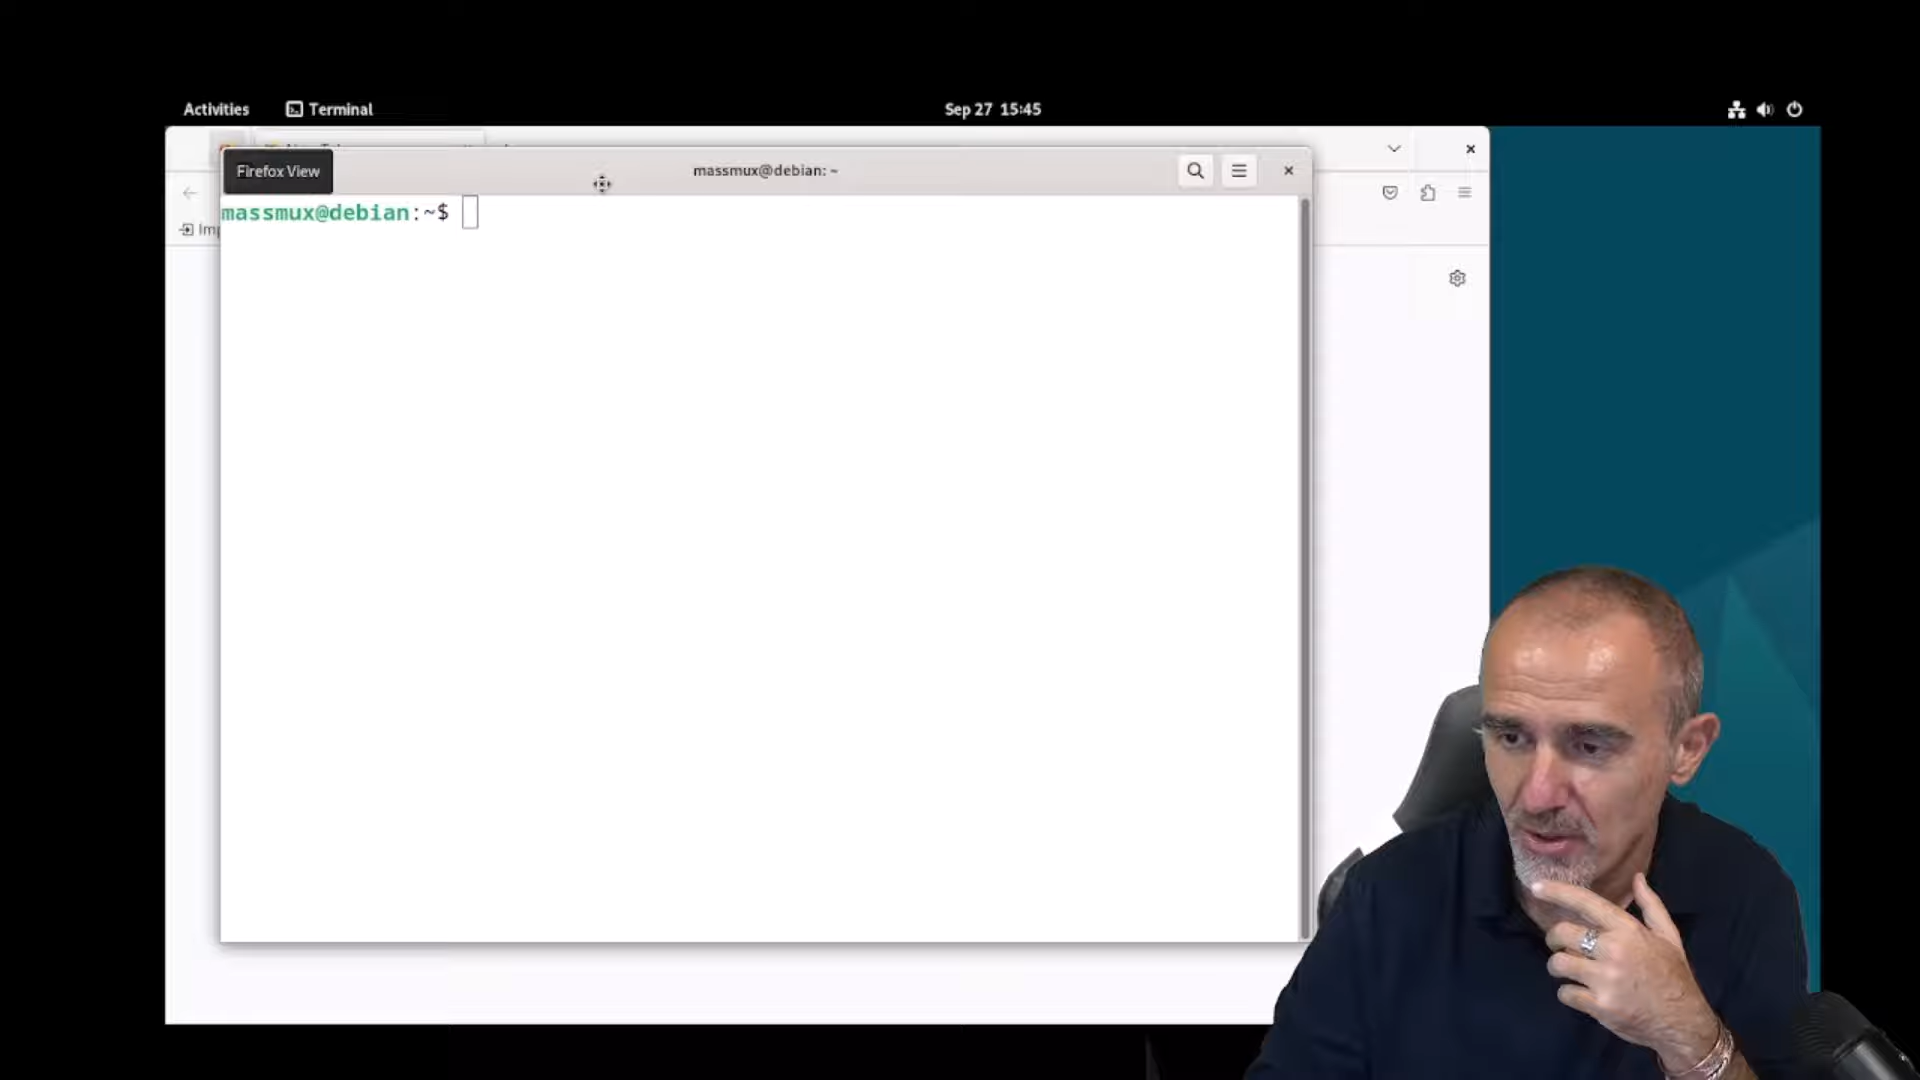 Activities Terminal Sep 27 15:45
Firefox View massmux@debian: ~
massmux@debian:~$